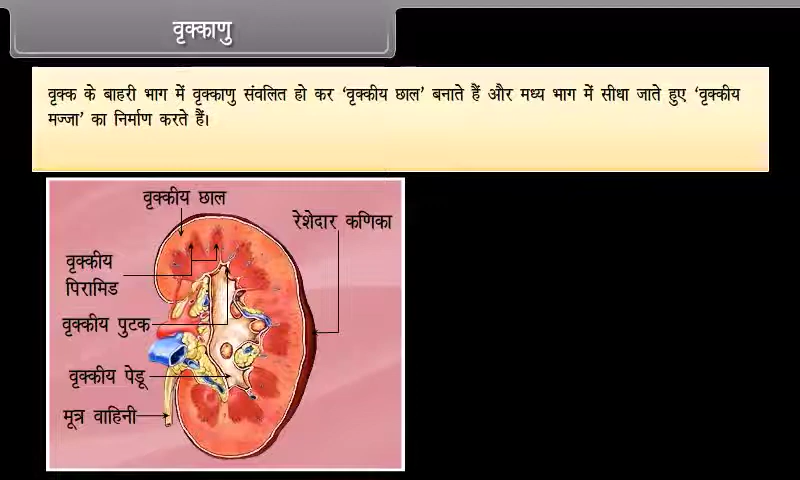 वृक्काणु
वृक्क के बाहरी भाग में वृक्काणु संवलित हो कर ‘वृक्कीय छाल’ बनाते हैं और मध्य भाग में सीधा जाते हुए ‘वृक्कीय
मज्जा’ का निर्माण करते हैं।
वृक्कीय छाल
रेशेदार कणिका
वृक्कीय
पिरामिड
वृक्कीय पुटक
वृक्कीय पेडू
मूत्र वाहिनी